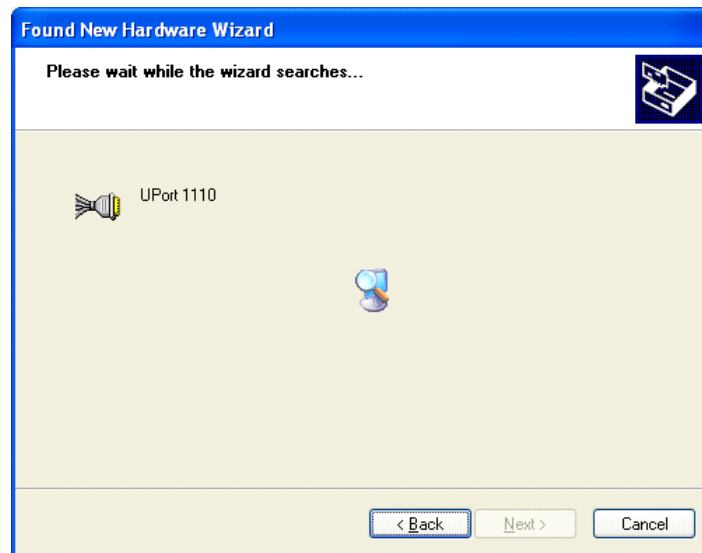 Found New Hardware Wizard
Please wait while the wizard searches...
UPort 1110
< Back
Next >
Cancel